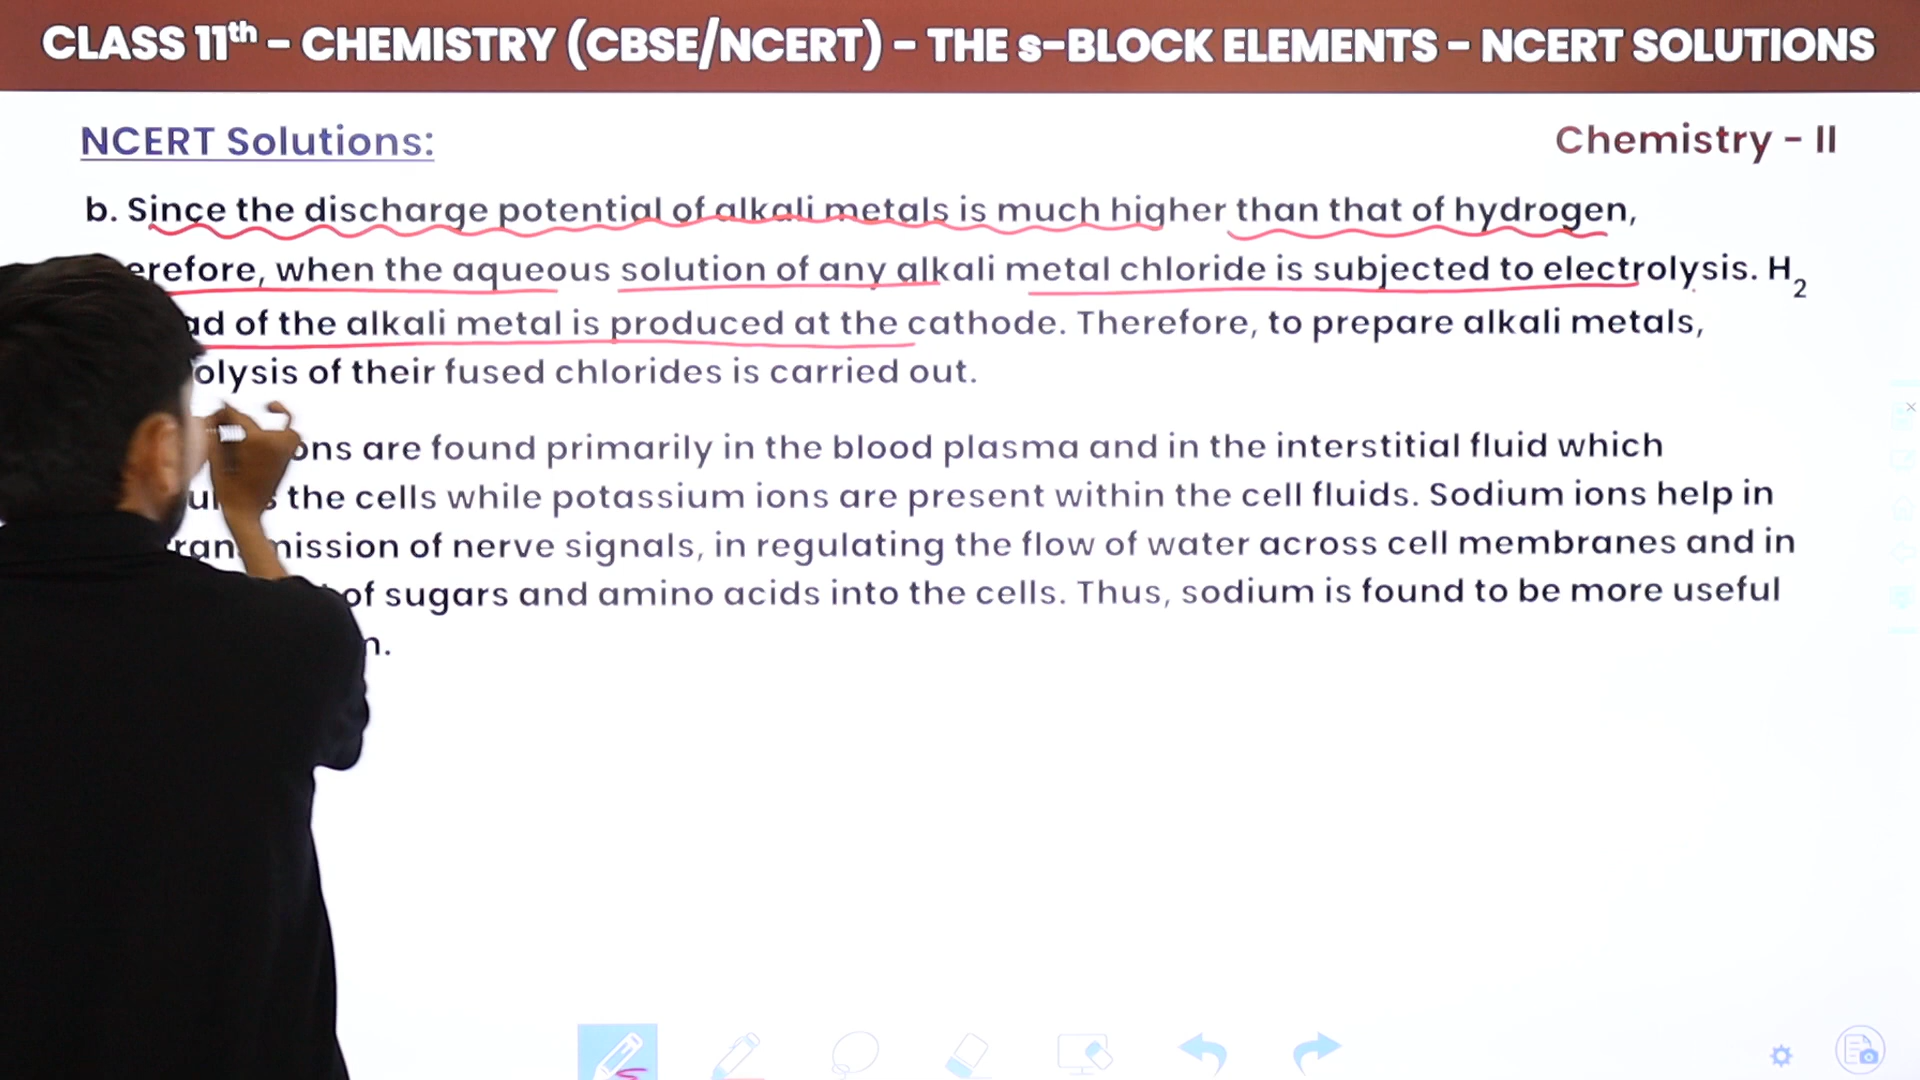 CLASS 11th - CHEMISTRY (CBSE/NCERT) - THE s-BLOCK ELEMENTS - NCERT SOLUTIONS
NCERT Solutions:
Chemistry - II
b. Since the discharge potential of alkali metals is much higher than that of hydrogen,
when the aqueous solution of any alkali metal chloride is subjected to electrolysis. H2
of the alkali metal is produced at the cathode. Therefore, to prepare alkali metals,
of their fused chlorides is carried out.
are found primarily in the blood plasma and in the interstitial fluid which
the cells while potassium ions are present within the cell fluids. Sodium ions help in
of nerve signals, in regulating the flow of water across cell membranes and in
of sugars and amino acids into the cells. Thus, sodium is found to be more useful